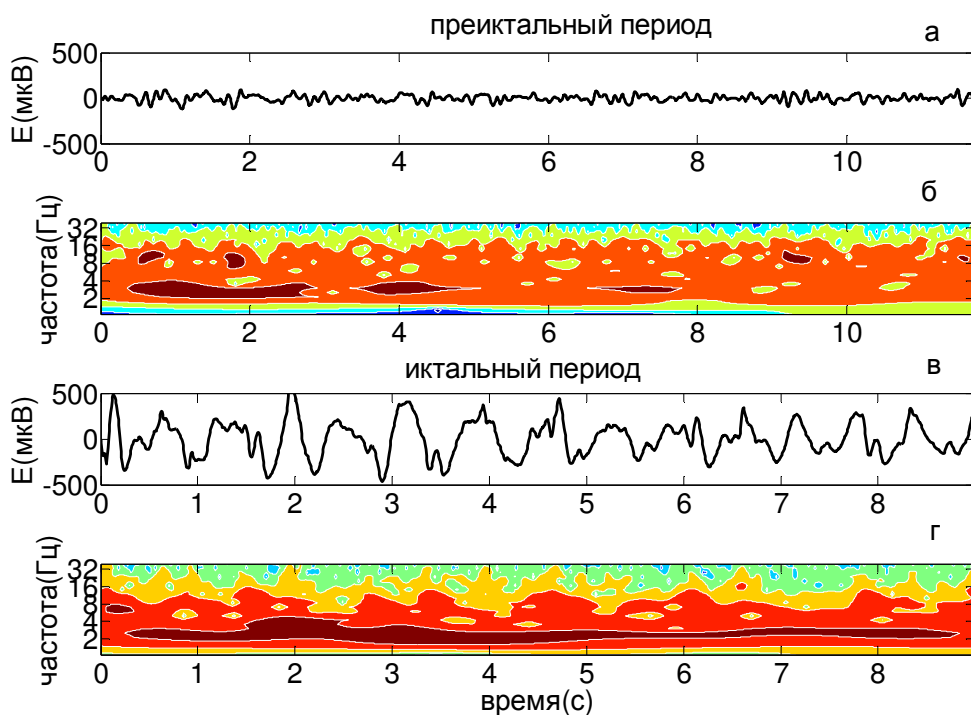 преиктальный период
а
E(мкВ)
500
0
-500
0 2 4 6 8 10
б
частота(Гц)
32
16
8
4
2
0 2 4 6 8 10
иктальный период
в
E(мкВ)
500
0
-500
0 1 2 3 4 5 6 7 8
г
частота(Гц)
32
16
8
4
2
0 1 2 3 4 5 6 7 8
время(с)